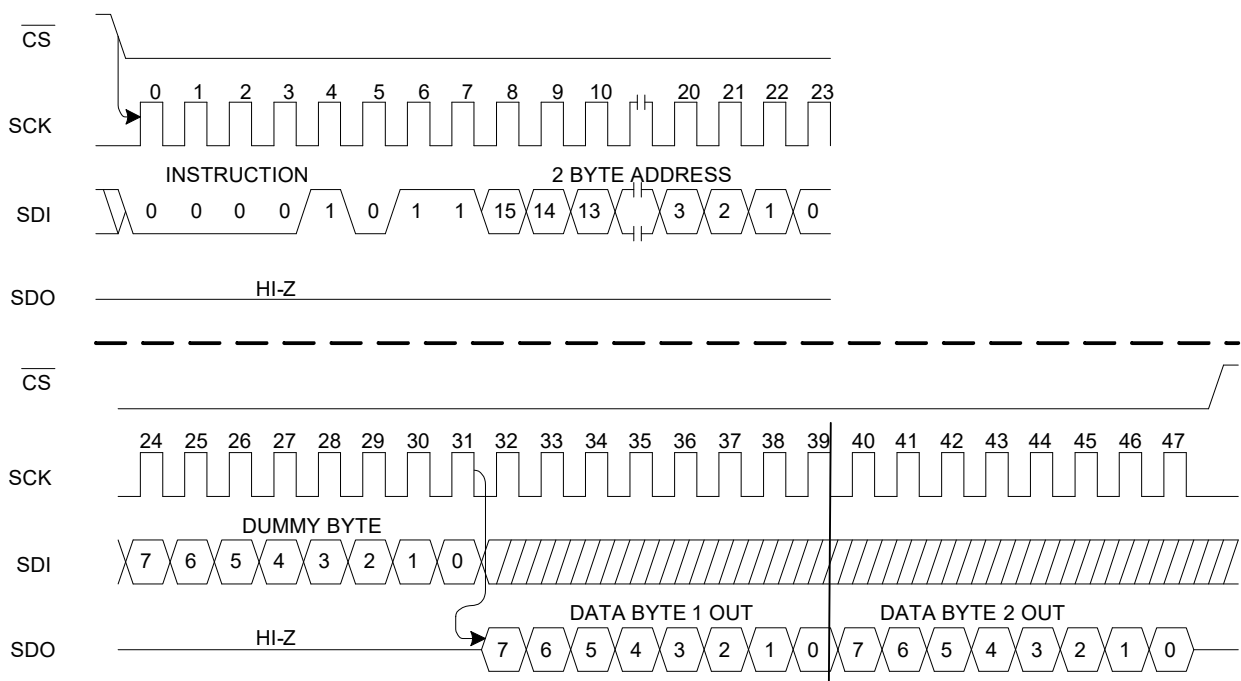 CS
0 1 2 3 4 5 6 7 8 9 10 20 21 22 23
SCK
INSTRUCTION 2 BYTE ADDRESS
SDI 0 0 0 0 1 0 1 1 15 14 13 3 2 1 0
HI-Z
SDO
CS
24 25 26 27 28 29 30 31 32 33 34 35 36 37 38 39 40 41 42 43 44 45 46 47
SCK
DUMMY BYTE
SDI 7 6 5 4 3 2 1 0
DATA BYTE 1 OUT DATA BYTE 2 OUT
HI-Z
SDO 7 6 5 4 3 2 1 0 7 6 5 4 3 2 1 0